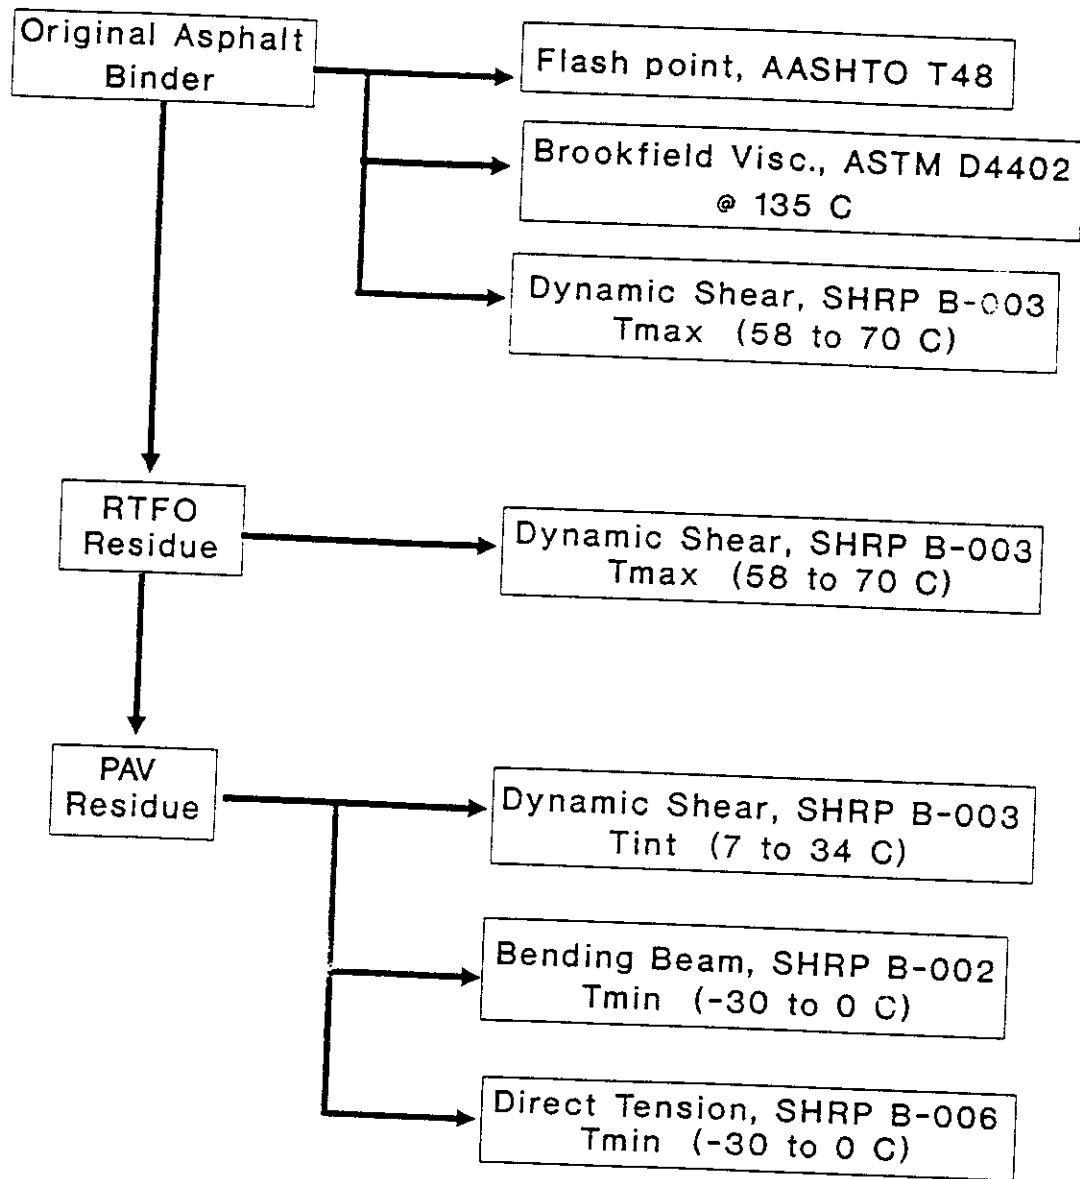 Original Asphalt
Binder
Flash point, AASHTO T48
Brookfield Visc., ASTM D4402
@ 135 C
Dynamic Shear, SHRP B-003
Tmax (58 to 70 C)
RTFO
Residue
Dynamic Shear, SHRP B-003
Tmax (58 to 70 C)
PAV
Residue
Dynamic Shear, SHRP B-003
Tint (7 to 34 C)
Bending Beam, SHRP B-002
Tmin (-30 to 0 C)
Direct Tension, SHRP B-006
Tmin (-30 to 0 C)